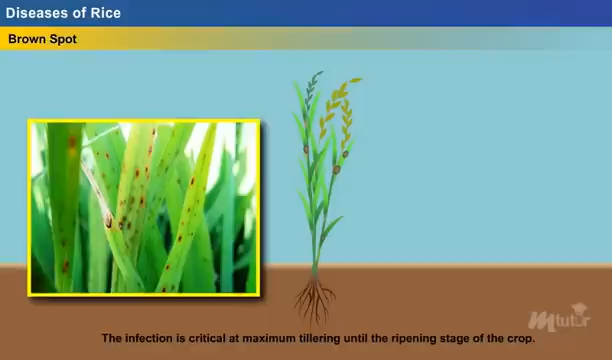 Diseases of Rice
Brown Spot
Mtutor
The infection is critical at maximum tillering until the ripening stage of the crop.